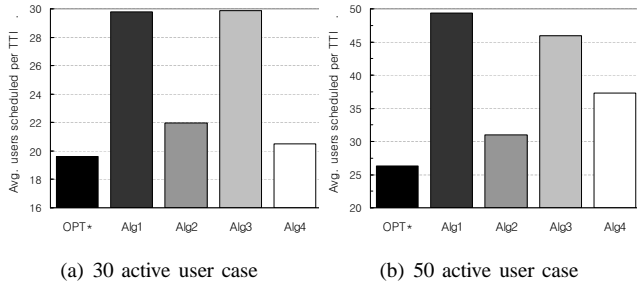 Avg. users scheduled per TTI .
30
28
26
24
22
20
18
16
OPT* Alg1 Alg2 Alg3 Alg4
(a) 30 active user case
Avg. users scheduled per TTI .
50
45
40
35
30
25
20
OPT* Alg1 Alg2 Alg3 Alg4
(b) 50 active user case